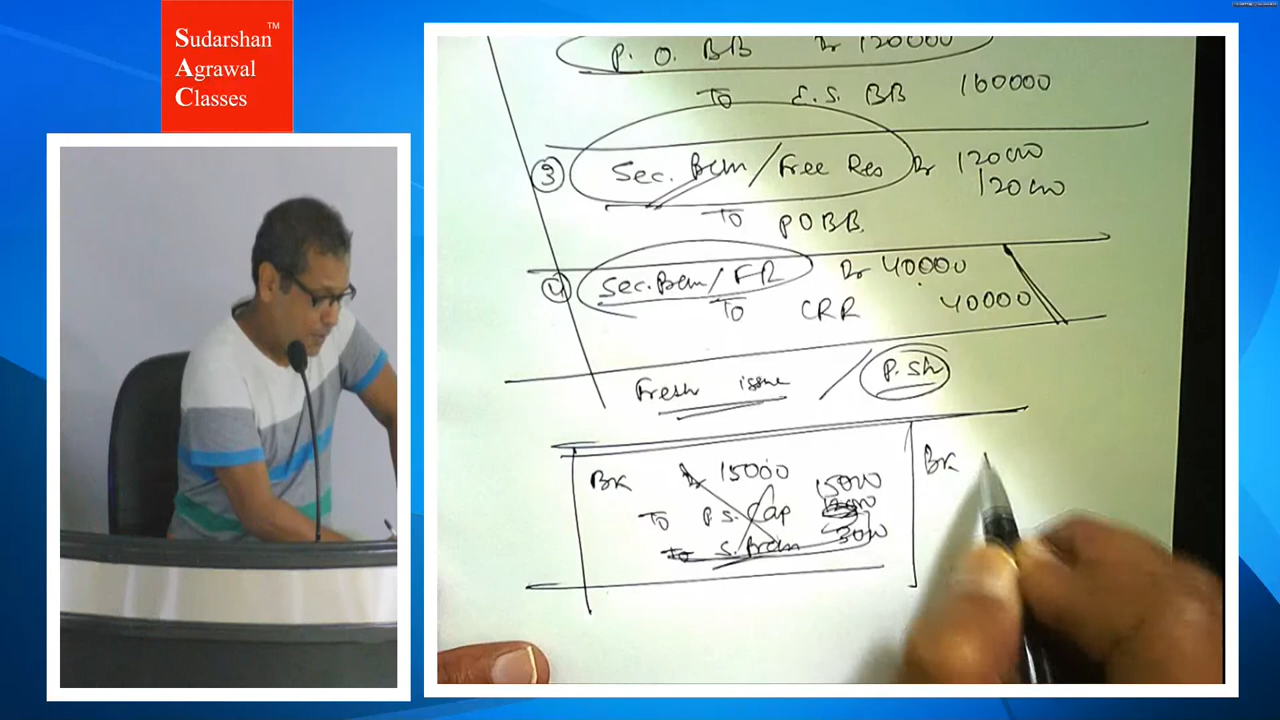 Sudarshan™
Agrawal
Classes
P. O. BB Dr 120000
To E.S. BB 160000
③ Sec. Prem / Free Res Dr 120000
120000
To POBB
④ Sec. Prem / FR Dr 40000
To CRR 40000
Fresh issue / P. Sh
BK Dr 15000
To P S. Cap 15000
To S. Prem 3000
BK